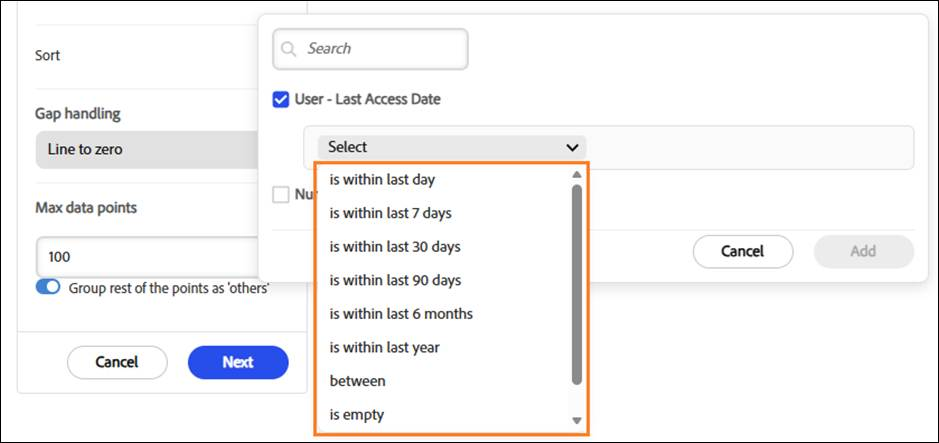 Sort
Gap handling
Line to zero
Max data points
100
Group rest of the points as 'others'
Cancel
Next
Search
User - Last Access Date
Select
is within last day
is within last 7 days
is within last 30 days
is within last 90 days
is within last 6 months
is within last year
between
is empty
Cancel
Add